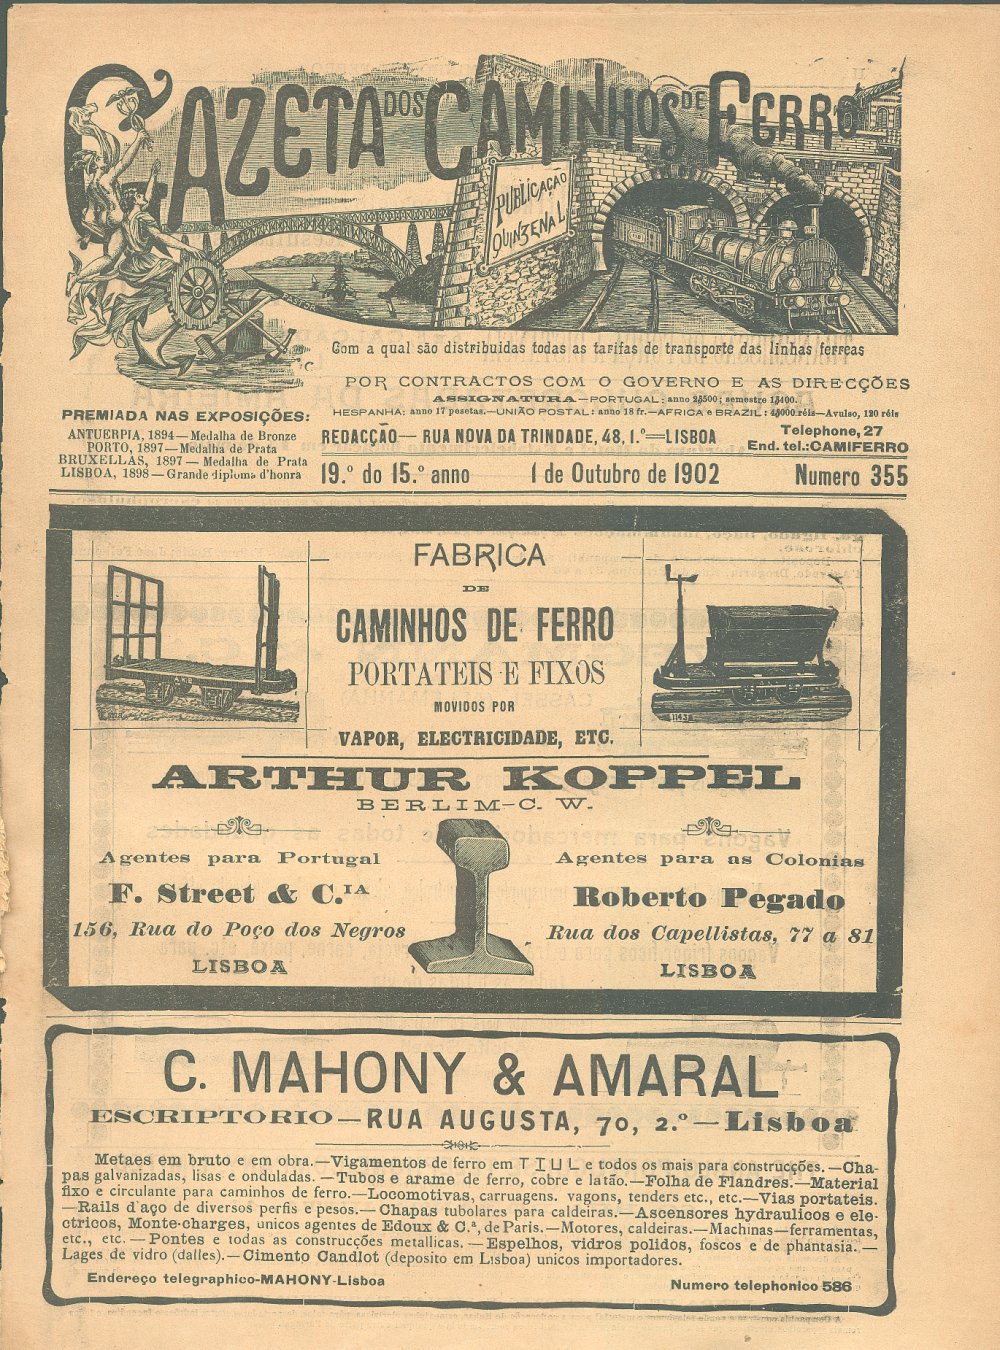 GAZETA DOS CAMINHOS DE FERRO
PUBLICAÇÃO
QUINZENAL
Com a qual são distribuidas todas as tarifas de transporte das linhas ferreas
POR CONTRACTOS COM O GOVERNO E AS DIRECÇÕES
ASSIGNATURA—PORTUGAL: anno 2$500; semestre 1$400.
HESPANHA: anno 17 pesetas.—UNIÃO POSTAL: anno 18 fr.—AFRICA e BRAZIL: 4$000 réis—Avulso, 120 réis
PREMIADA NAS EXPOSIÇÕES:
ANTUERPIA, 1894—Medalha de Bronze
PORTO, 1897—Medalha de Prata
BRUXELLAS, 1897—Medalha de Prata
LISBOA, 1898—Grande diploma d'honra
REDACÇÃO— RUA NOVA DA TRINDADE, 48, 1.º=LISBOA
Telephone, 27
End. tel.: CAMIFERRO
19.º do 15.º anno
1 de Outubro de 1902
Numero 355
FABRICA
DE
CAMINHOS DE FERRO
PORTATEIS E FIXOS
MOVIDOS POR
VAPOR, ELECTRICIDADE, ETC.
ARTHUR KOPPEL
BERLIM—C. W.
Agentes para Portugal
F. Street & C.IA
156, Rua do Poço dos Negros
LISBOA
Agentes para as Colonias
Roberto Pegado
Rua dos Capellistas, 77 a 81
LISBOA
C. MAHONY & AMARAL
ESCRIPTORIO—RUA AUGUSTA, 70, 2.º—Lisboa
Metaes em bruto e em obra.—Vigamentos de ferro em T I U L e todos os mais para construcções.—Cha-
pas galvanizadas, lisas e onduladas.—Tubos e arame de ferro, cobre e latão.—Folha de Flandres.—Material
fixo e circulante para caminhos de ferro.—Locomotivas, carruagens. vagons, tenders etc., etc.—Vias portateis.
—Rails d'aço de diversos perfis e pesos.—Chapas tubolares para caldeiras.—Ascensores hydraulicos e ele-
ctricos, Monte-charges, unicos agentes de Edoux & C.ª, de Paris.—Motores, caldeiras.—Machinas—ferramentas,
etc., etc.—Pontes e todas as construcções metallicas.—Espelhos, vidros polidos, foscos e de phantasia.—
Lages de vidro (dalles).—Cimento Candlot (deposito em Lisboa) unicos importadores.
Endereço telegraphico-MAHONY-Lisboa
Numero telephonico 586